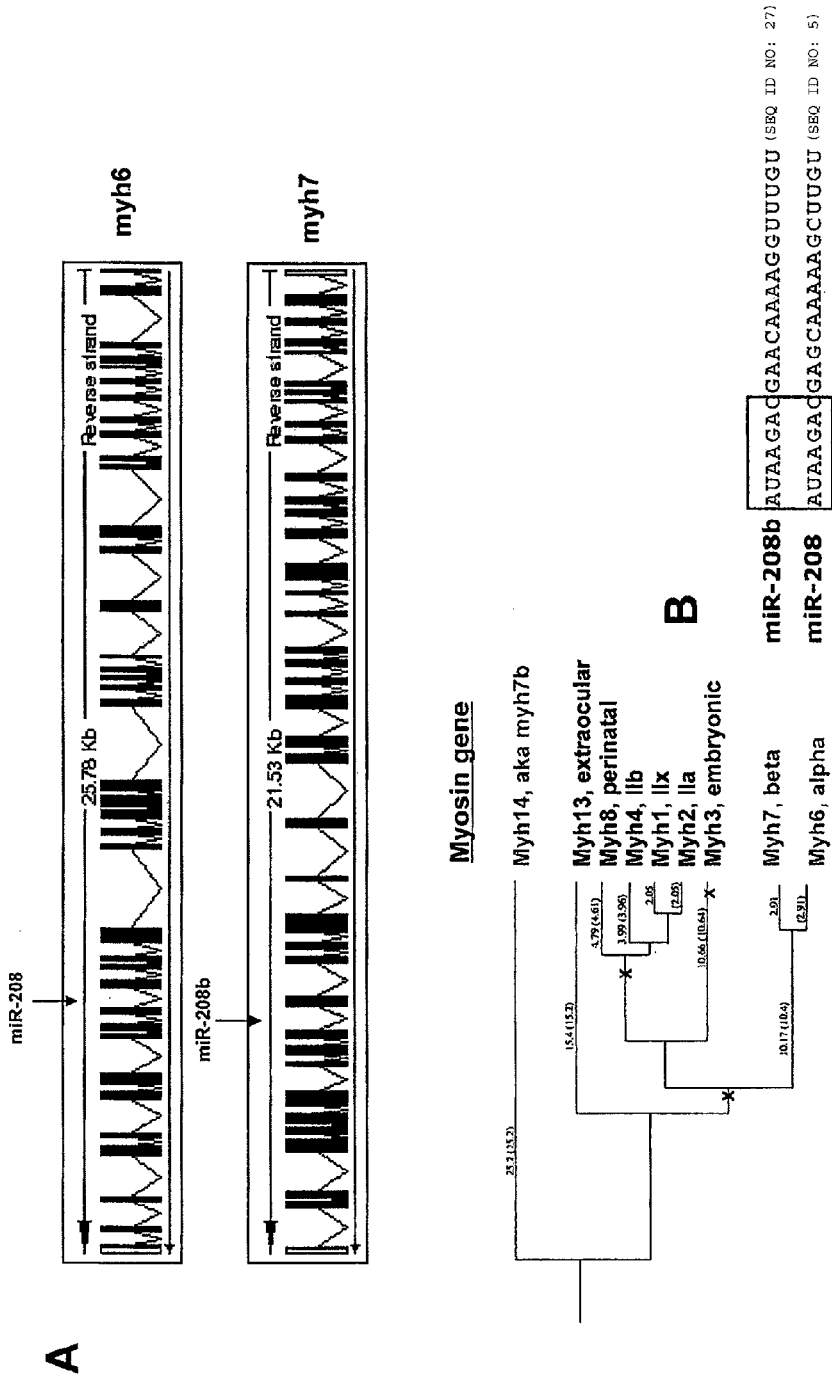 A
miR-208
25.78 Kb
Reverse strand
myh6
miR-208b
21.53 Kb
Reverse strand
myh7
Myosin gene
25.2 (25.2)
Myh14, aka myh7b
15.4 (15.2)
Myh13, extraocular
4.79 (4.61)
Myh8, perinatal
X
3.99 (3.96)
Myh4, IIb
2.05
Myh1, IIx
(2.05)
Myh2, IIa
10.66 (10.64)
X
Myh3, embryonic
X
10.17 (10.4)
2.91
Myh7, beta
(2.91)
Myh6, alpha
B
miR-208b AUAAGACGAACAAAAGGUUUGU (SEQ ID NO: 27)
miR-208 AUAAGACGAGCAAAAAGCUUGU (SEQ ID NO: 5)